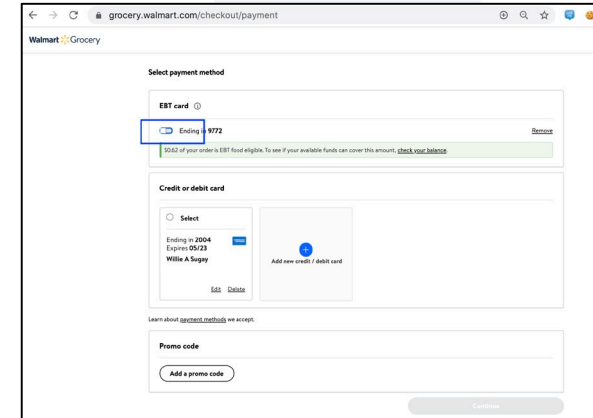 grocery.walmart.com/checkout/payment
Walmart Grocery
Select payment method
EBT card
Ending in 9772 Remove
$0.62 of your order is EBT food eligible. To see if your available funds can cover this amount, check your balance.
Credit or debit card
Select
Ending in 2004
Expires 05/23
Willie A Sugay
Edit Delete
Add new credit / debit card
Learn about payment methods we accept.
Promo code
Add a promo code
Continue